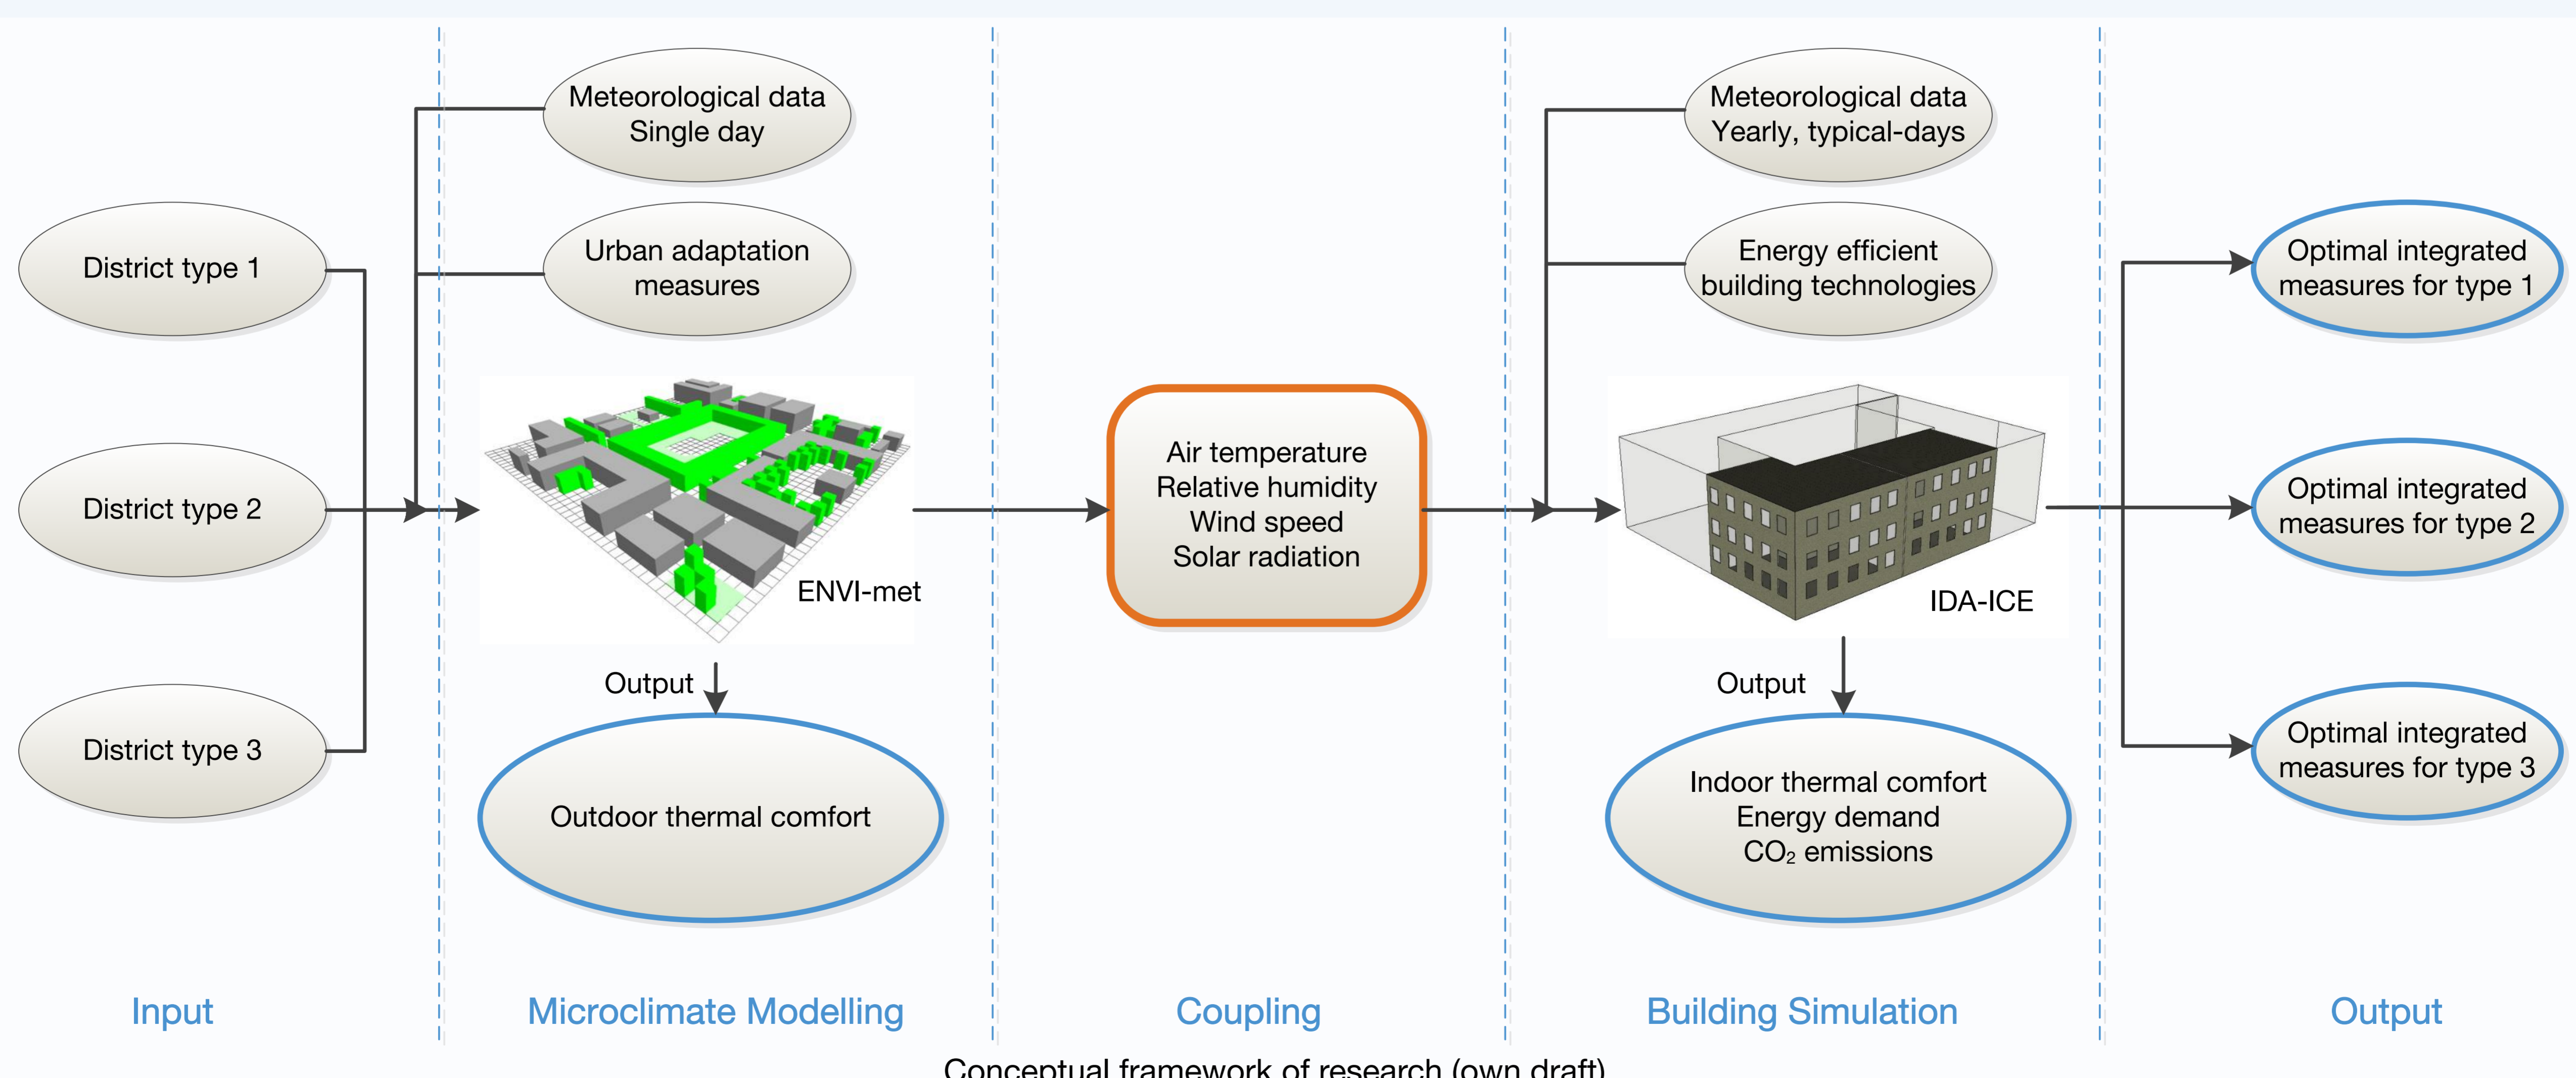 Meteorological data
Single day
Urban adaptation
measures
District type 1
District type 2
District type 3
ENVI-met
Output
Outdoor thermal comfort
Air temperature
Relative humidity
Wind speed
Solar radiation
Meteorological data
Yearly, typical-days
Energy efficient
building technologies
IDA-ICE
Output
Indoor thermal comfort
Energy demand
CO₂ emissions
Optimal integrated
measures for type 1
Optimal integrated
measures for type 2
Optimal integrated
measures for type 3
Input
Microclimate Modelling
Coupling
Building Simulation
Output
Conceptual framework of research (own draft)